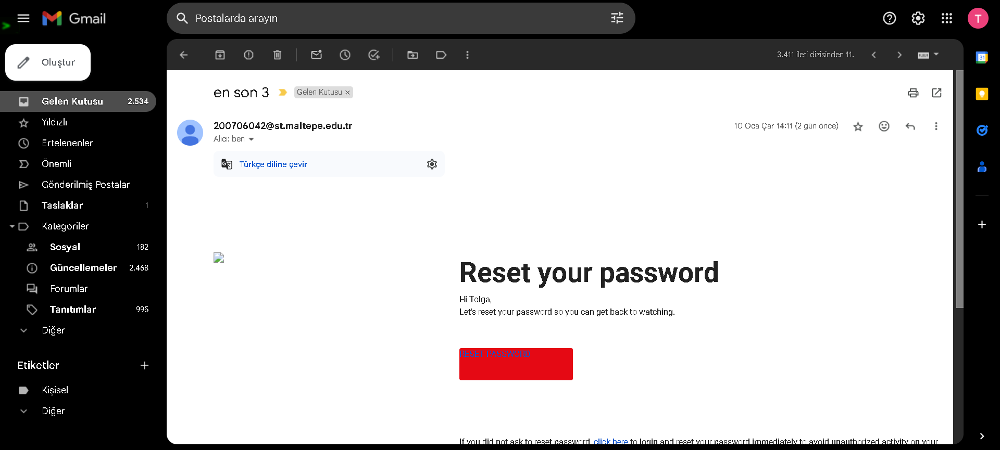 Gmail
Postalarda arayın
T
Oluştur
3.411 ileti dizisinden 11.
31
Gelen Kutusu 2.534
Yıldızlı
Ertelenenler
Önemli
Gönderilmiş Postalar
Taslaklar 1
Kategoriler
Sosyal 182
Güncellemeler 2.468
Forumlar
Tanıtımlar 995
Diğer
Etiketler
Kişisel
Diğer
en son 3 Gelen Kutusu
200706042@st.maltepe.edu.tr
10 Oca Çar 14:11 (2 gün önce)
Alıcı: ben
Türkçe diline çevir
Reset your password
Hi Tolga,
Let's reset your password so you can get back to watching.
RESET PASSWORD
If you did not ask to reset password, click here to login and reset your password immediately to avoid unauthorized activity on your